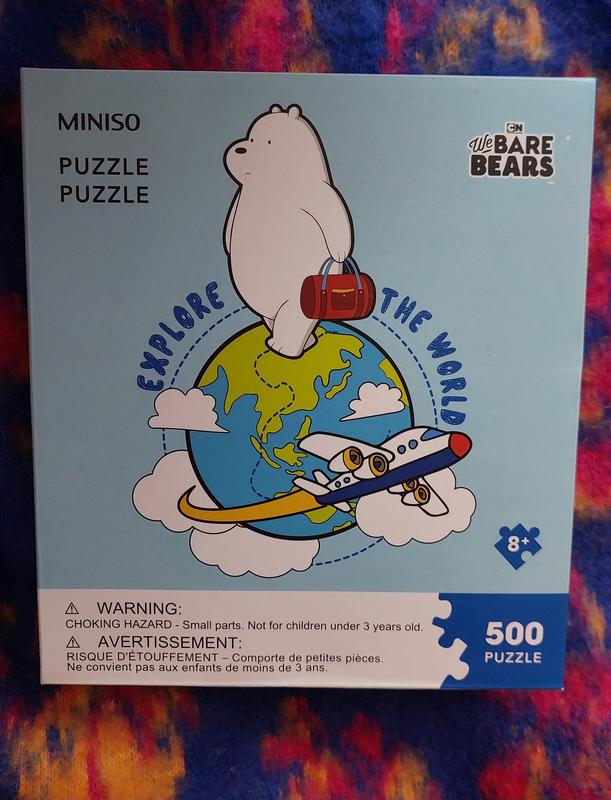 MINISO
PUZZLE
PUZZLE
CN
We BARE
BEARS
EXPLORE THE WORLD
8+
WARNING:
CHOKING HAZARD - Small parts. Not for children under 3 years old.
AVERTISSEMENT:
RISQUE D'ÉTOUFFEMENT – Comporte de petites pièces.
Ne convient pas aux enfants de moins de 3 ans.
500
PUZZLE